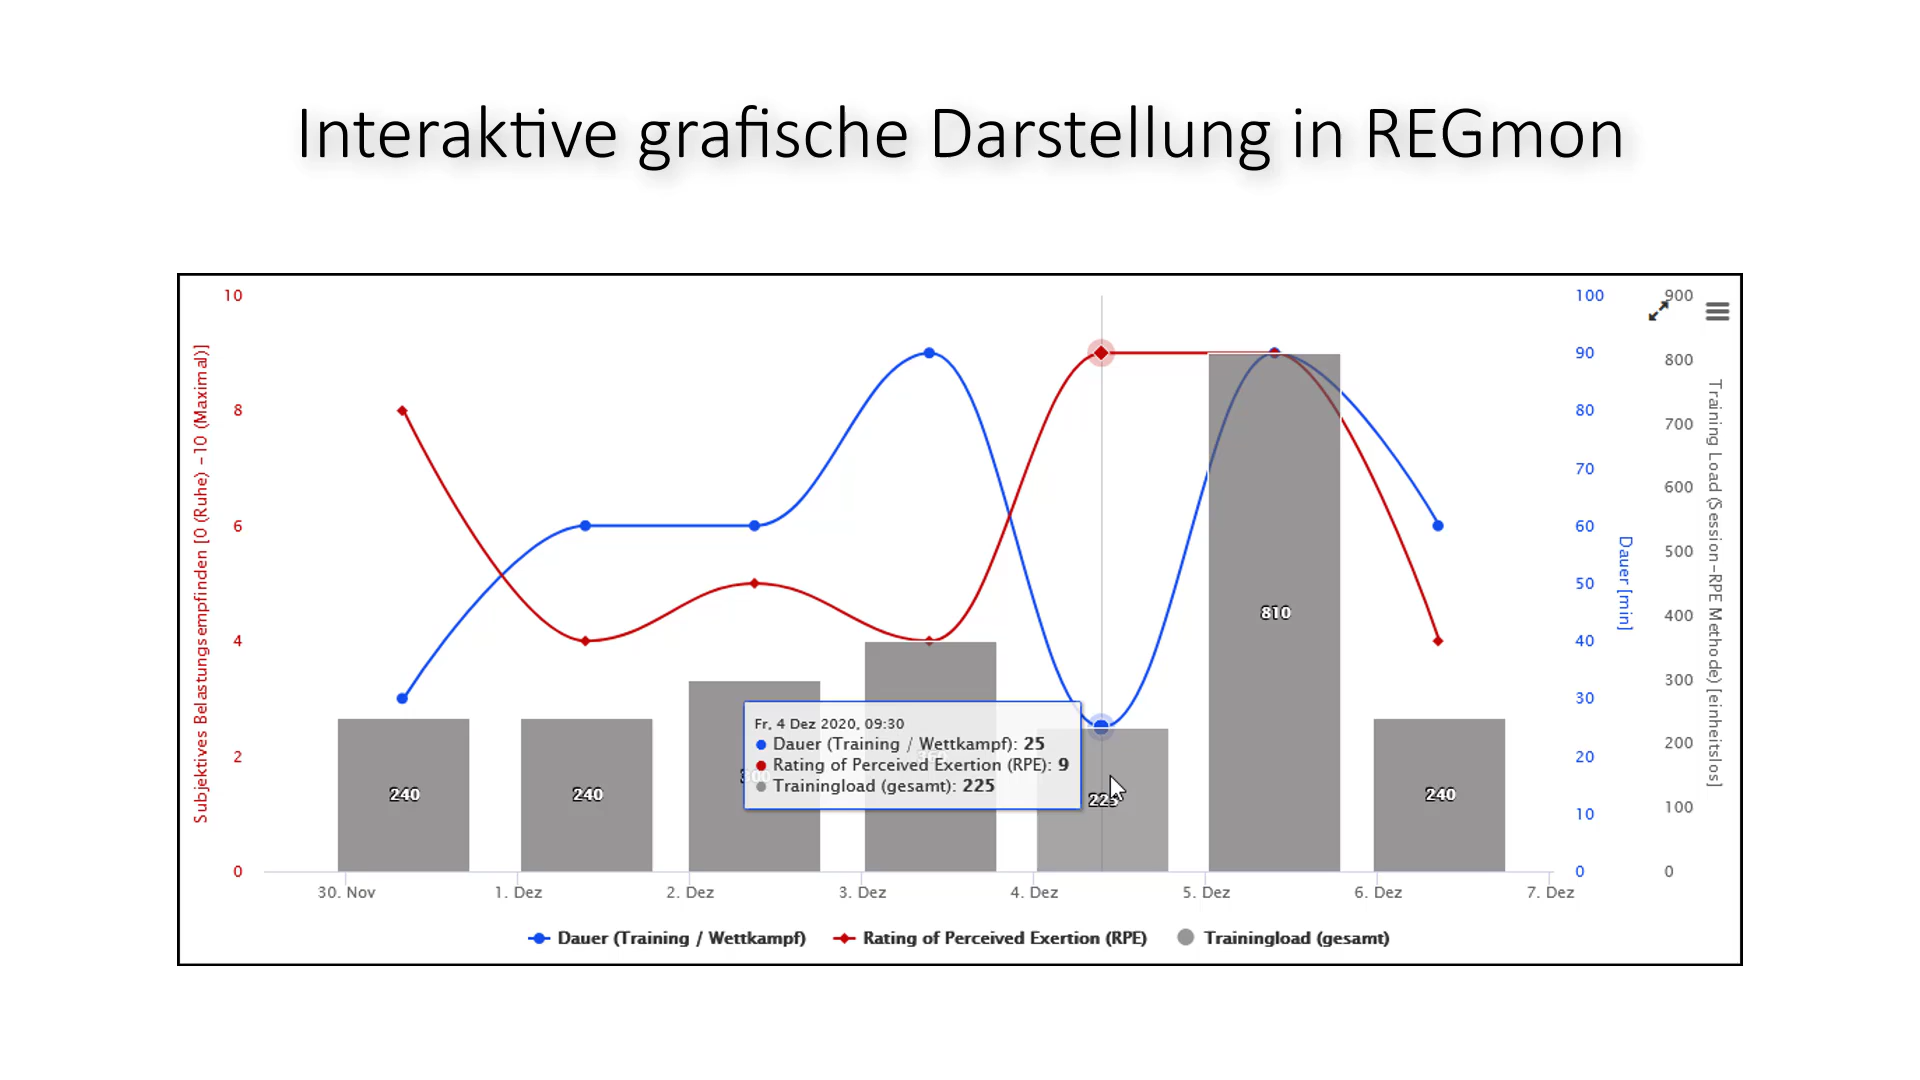 Interaktive grafische Darstellung in REGmon
Subjektives Belastungsempfinden [0 (Ruhe) -10 (Maximal)]
10
8
6
4
2
0
100
90
80
70
60
50
40
30
20
10
0
Dauer [min]
900
800
700
600
500
400
300
200
100
0
Training Load (Session-RPE Methode) [einheitslos]
240
240
225
810
240
Fr, 4 Dez 2020, 09:30
Dauer (Training / Wettkampf): 25
Rating of Perceived Exertion (RPE): 9
Trainingload (gesamt): 225
30. Nov
1. Dez
2. Dez
3. Dez
4. Dez
5. Dez
6. Dez
7. Dez
Dauer (Training / Wettkampf)
Rating of Perceived Exertion (RPE)
Trainingload (gesamt)